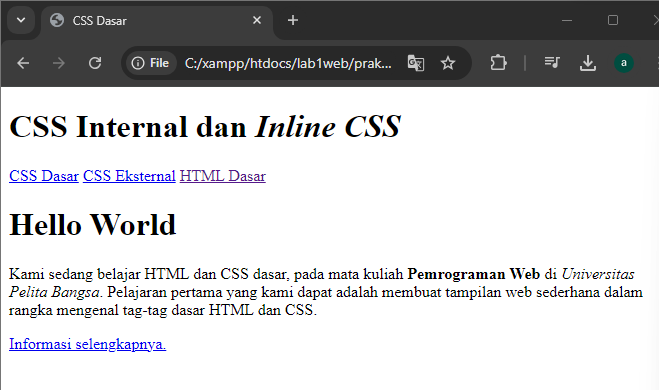 CSS Dasar
File C:/xampp/htdocs/lab1web/prak...
a
CSS Internal dan Inline CSS
CSS Dasar CSS Eksternal HTML Dasar
Hello World
Kami sedang belajar HTML dan CSS dasar, pada mata kuliah Pemrograman Web di Universitas
Pelita Bangsa. Pelajaran pertama yang kami dapat adalah membuat tampilan web sederhana dalam
rangka mengenal tag-tag dasar HTML dan CSS.
Informasi selengkapnya.